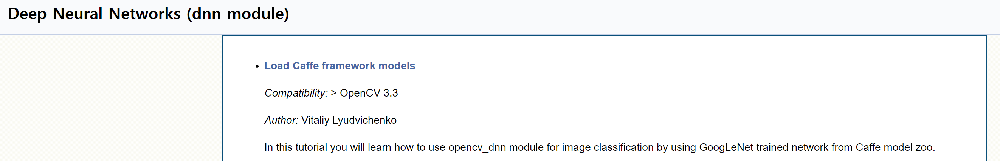 Deep Neural Networks (dnn module)
• Load Caffe framework models
Compatibility: > OpenCV 3.3
Author: Vitaliy Lyudvichenko
In this tutorial you will learn how to use opencv_dnn module for image classification by using GoogLeNet trained network from Caffe model zoo.